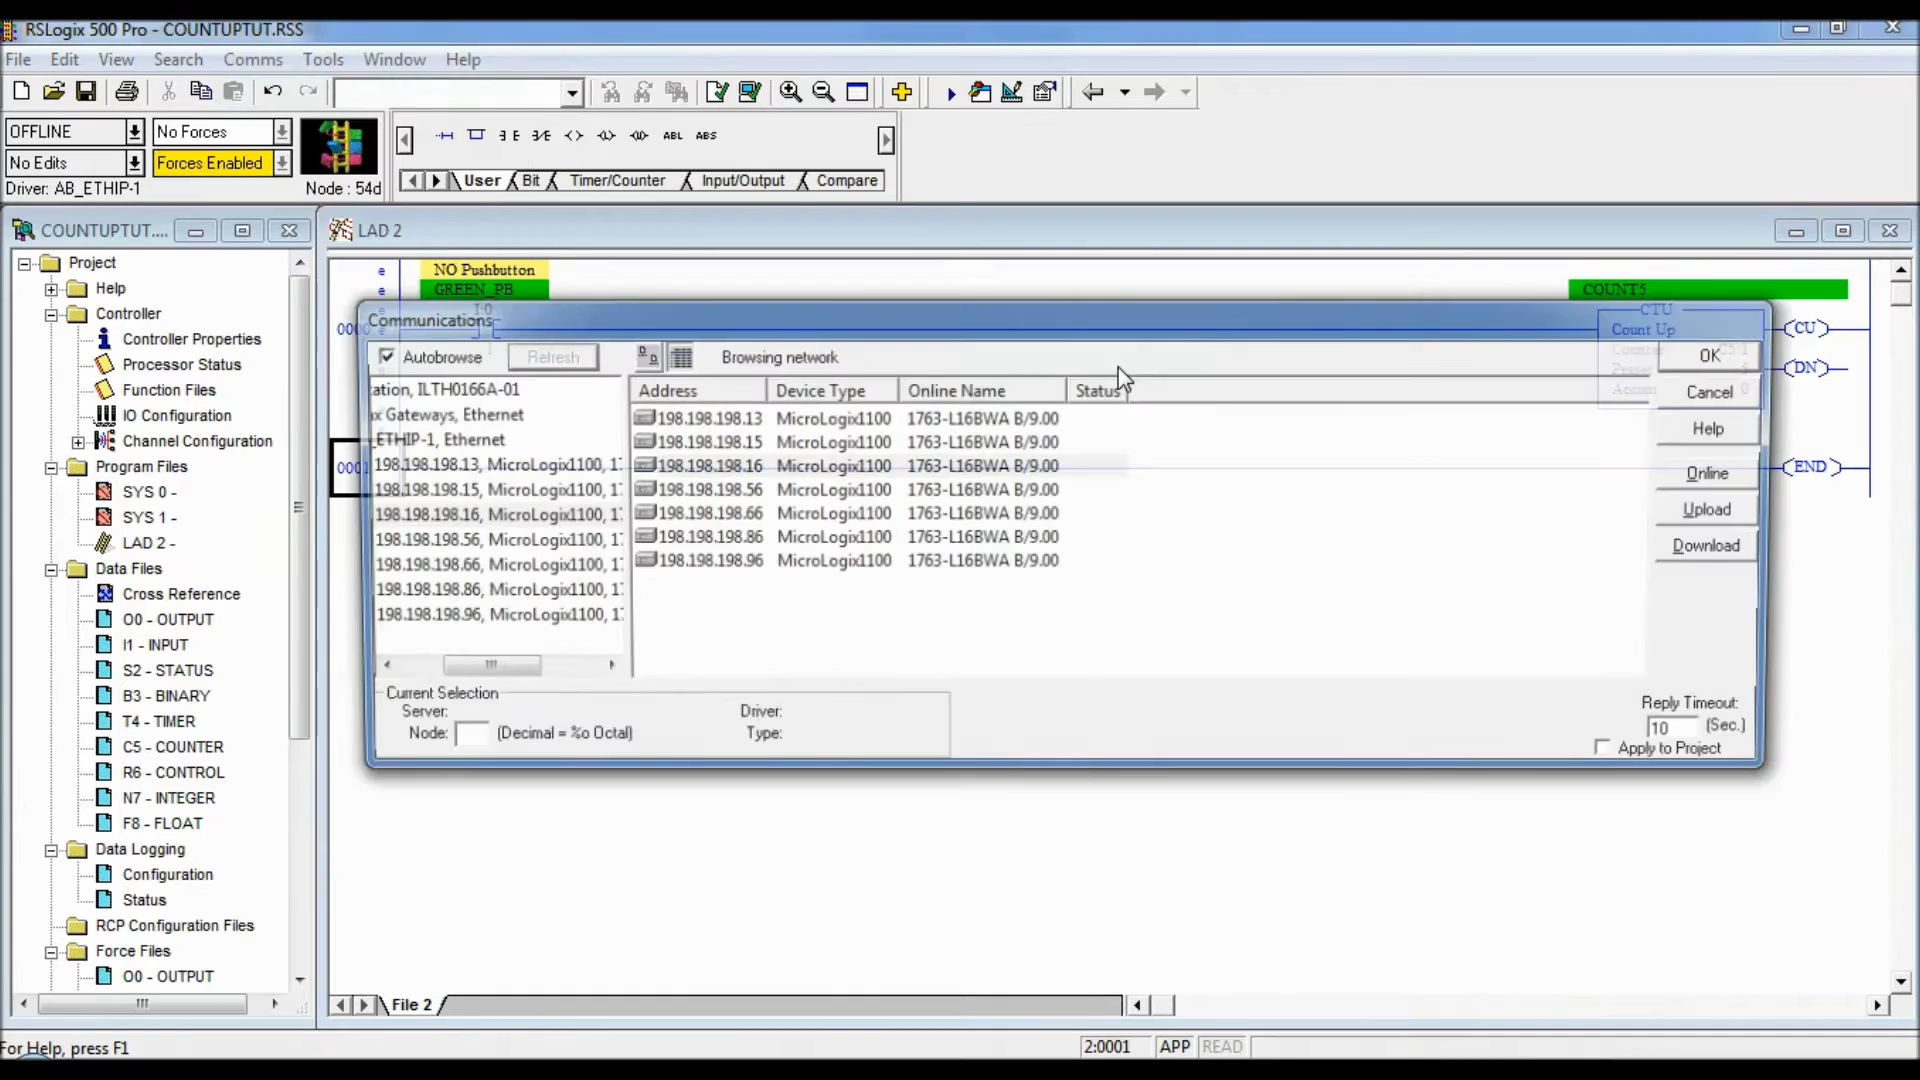 RSLogix 500 Pro - COUNTUPTUT.RSS
File Edit View Search Comms Tools Window Help
OFFLINE No Forces
No Edits Forces Enabled
Driver: AB_ETHIP-1 Node : 54d
ABL ABS
User Bit Timer/Counter Input/Output Compare
COUNTUPTUT....
Project
Help
Controller
Controller Properties
Processor Status
Function Files
IO Configuration
Channel Configuration
Program Files
SYS 0 -
SYS 1 -
LAD 2 -
Data Files
Cross Reference
O0 - OUTPUT
I1 - INPUT
S2 - STATUS
B3 - BINARY
T4 - TIMER
C5 - COUNTER
R6 - CONTROL
N7 - INTEGER
F8 - FLOAT
Data Logging
Configuration
Status
RCP Configuration Files
Force Files
O0 - OUTPUT
LAD 2
e NO Pushbutton
e GREEN_PB COUNT5
I:0 CTU
Count Up CU
DN
END
Communications
Autobrowse Refresh Browsing network
ation, ILTH0166A-01
x Gateways, Ethernet
_ETHIP-1, Ethernet
198.198.198.13, MicroLogix1100, 1
198.198.198.15, MicroLogix1100, 1
198.198.198.16, MicroLogix1100, 1
198.198.198.56, MicroLogix1100, 1
198.198.198.66, MicroLogix1100, 1
198.198.198.86, MicroLogix1100, 1
198.198.198.96, MicroLogix1100, 1
Address Device Type Online Name Status
198.198.198.13 MicroLogix1100 1763-L16BWA B/9.00
198.198.198.15 MicroLogix1100 1763-L16BWA B/9.00
198.198.198.16 MicroLogix1100 1763-L16BWA B/9.00
198.198.198.56 MicroLogix1100 1763-L16BWA B/9.00
198.198.198.66 MicroLogix1100 1763-L16BWA B/9.00
198.198.198.86 MicroLogix1100 1763-L16BWA B/9.00
198.198.198.96 MicroLogix1100 1763-L16BWA B/9.00
OK
Cancel
Help
Online
Upload
Download
Current Selection
Server: Driver:
Node: (Decimal = %o Octal) Type:
Reply Timeout:
10 (Sec.)
Apply to Project
File 2
For Help, press F1 2:0001 APP READ